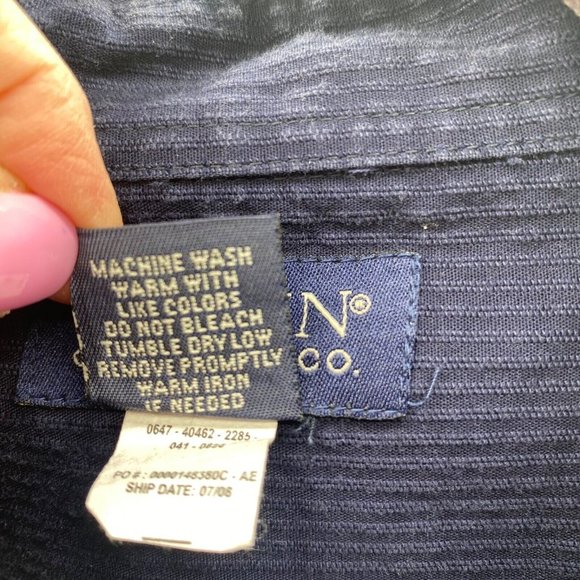 MACHINE WASH
WARM WITH
LIKE COLORS
DO NOT BLEACH
TUMBLE DRY LOW
REMOVE PROMPTLY
WARM IRON
IF NEEDED
N®
CO.
0647 - 40462 - 2285 -
PO # : 0000148380C - AE
SHIP DATE: 07/08